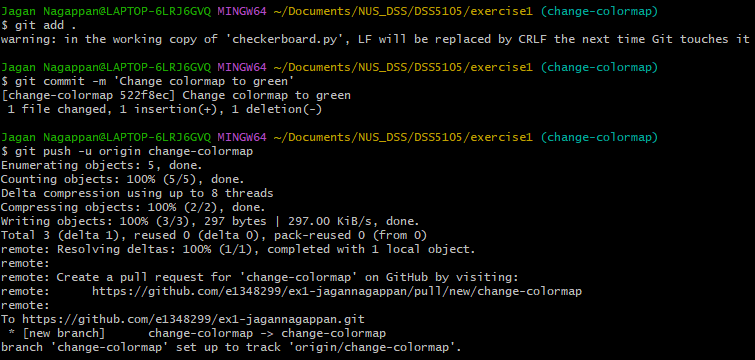 Jagan Nagappan@LAPTOP-6LRJ6GVQ MINGW64 ~/Documents/NUS_DSS/DSS5105/exercise1 (change-colormap)
$ git add .
warning: in the working copy of 'checkerboard.py', LF will be replaced by CRLF the next time Git touches it
Jagan Nagappan@LAPTOP-6LRJ6GVQ MINGW64 ~/Documents/NUS_DSS/DSS5105/exercise1 (change-colormap)
$ git commit -m 'Change colormap to green'
[change-colormap 522f8ec] Change colormap to green
 1 file changed, 1 insertion(+), 1 deletion(-)
Jagan Nagappan@LAPTOP-6LRJ6GVQ MINGW64 ~/Documents/NUS_DSS/DSS5105/exercise1 (change-colormap)
$ git push -u origin change-colormap
Enumerating objects: 5, done.
Counting objects: 100% (5/5), done.
Delta compression using up to 8 threads
Compressing objects: 100% (2/2), done.
Writing objects: 100% (3/3), 297 bytes | 297.00 KiB/s, done.
Total 3 (delta 1), reused 0 (delta 0), pack-reused 0 (from 0)
remote: Resolving deltas: 100% (1/1), completed with 1 local object.
remote:
remote: Create a pull request for 'change-colormap' on GitHub by visiting:
remote:      https://github.com/e1348299/ex1-jagannagappan/pull/new/change-colormap
remote:
To https://github.com/e1348299/ex1-jagannagappan.git
 * [new branch]      change-colormap -> change-colormap
branch 'change-colormap' set up to track 'origin/change-colormap'.